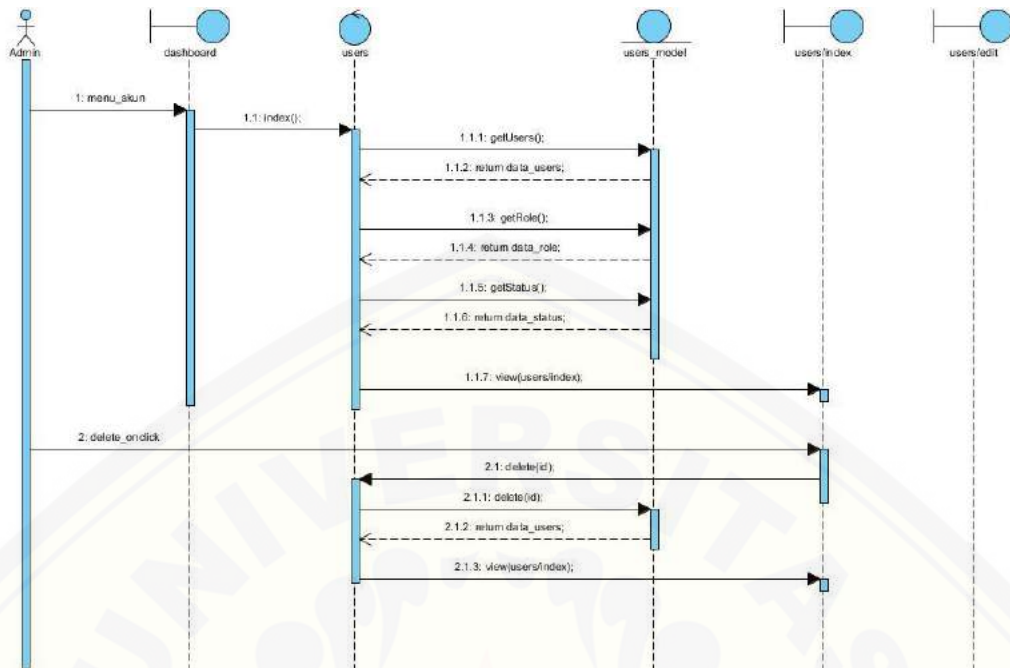 Admin
dashboard
users
users_model
users/index
users/edit
1: menu_akun
1.1: index();
1.1.1: getUsers();
1.1.2: return data_users;
1.1.3: getRole();
1.1.4: return data_role;
1.1.5: getStatus();
1.1.6: return data_status;
1.1.7: view(users/index);
2: delete_onclick
2.1: delete(id);
2.1.1: delete(id);
2.1.2: return data_users;
2.1.3: view(users/index);
UNIVERSITAS